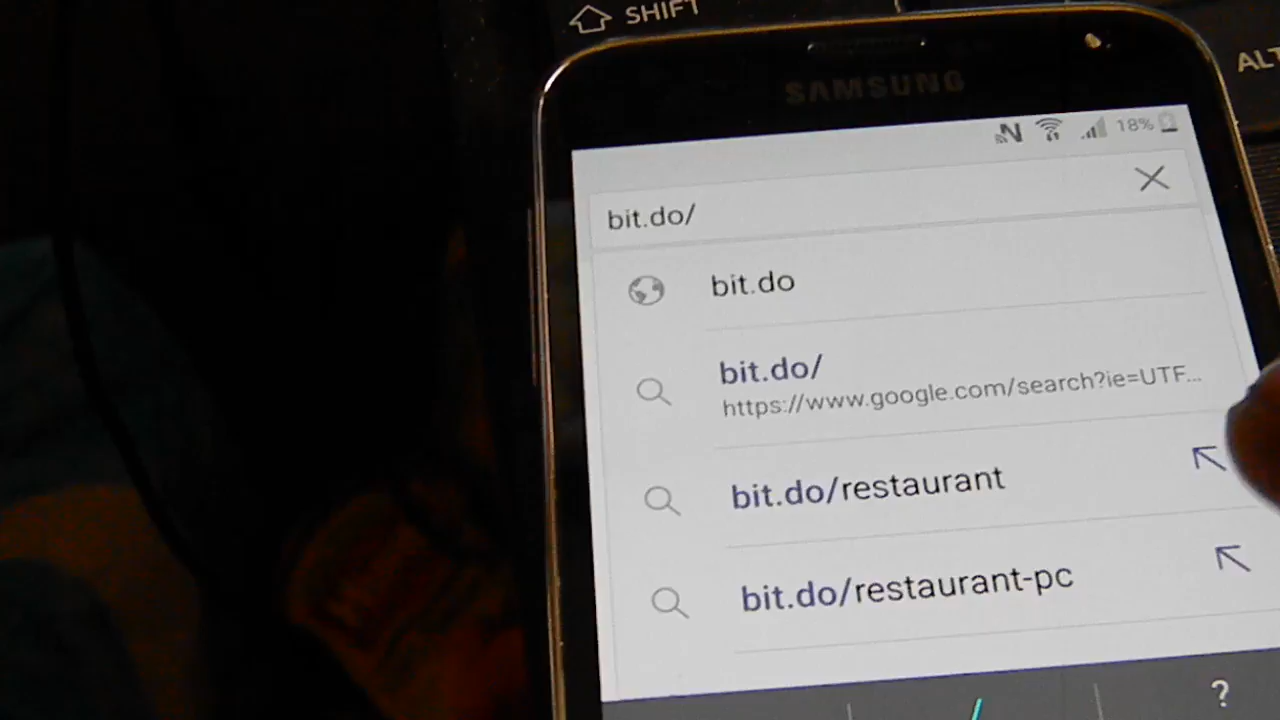 SHIFT
ALT
SAMSUNG
18%
bit.do/
bit.do
bit.do/
https://www.google.com/search?ie=UTF...
bit.do/restaurant
bit.do/restaurant-pc
/
?